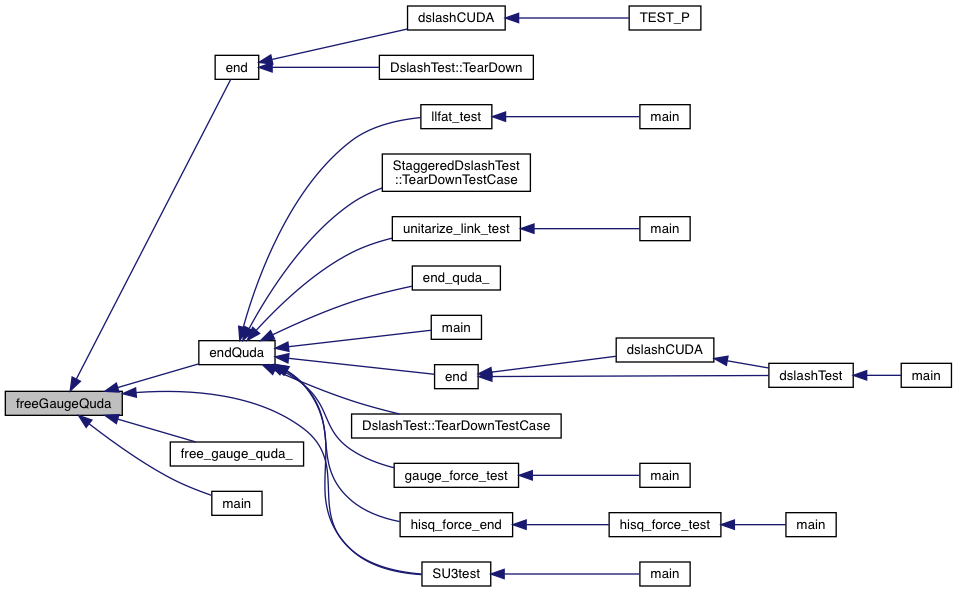 dslashCUDA
TEST_P
end
DslashTest::TearDown
llfat_test
main
StaggeredDslashTest
::TearDownTestCase
unitarize_link_test
main
end_quda_
main
endQuda
dslashCUDA
end
dslashTest
main
freeGaugeQuda
DslashTest::TearDownTestCase
free_gauge_quda_
gauge_force_test
main
main
hisq_force_end
hisq_force_test
main
SU3test
main